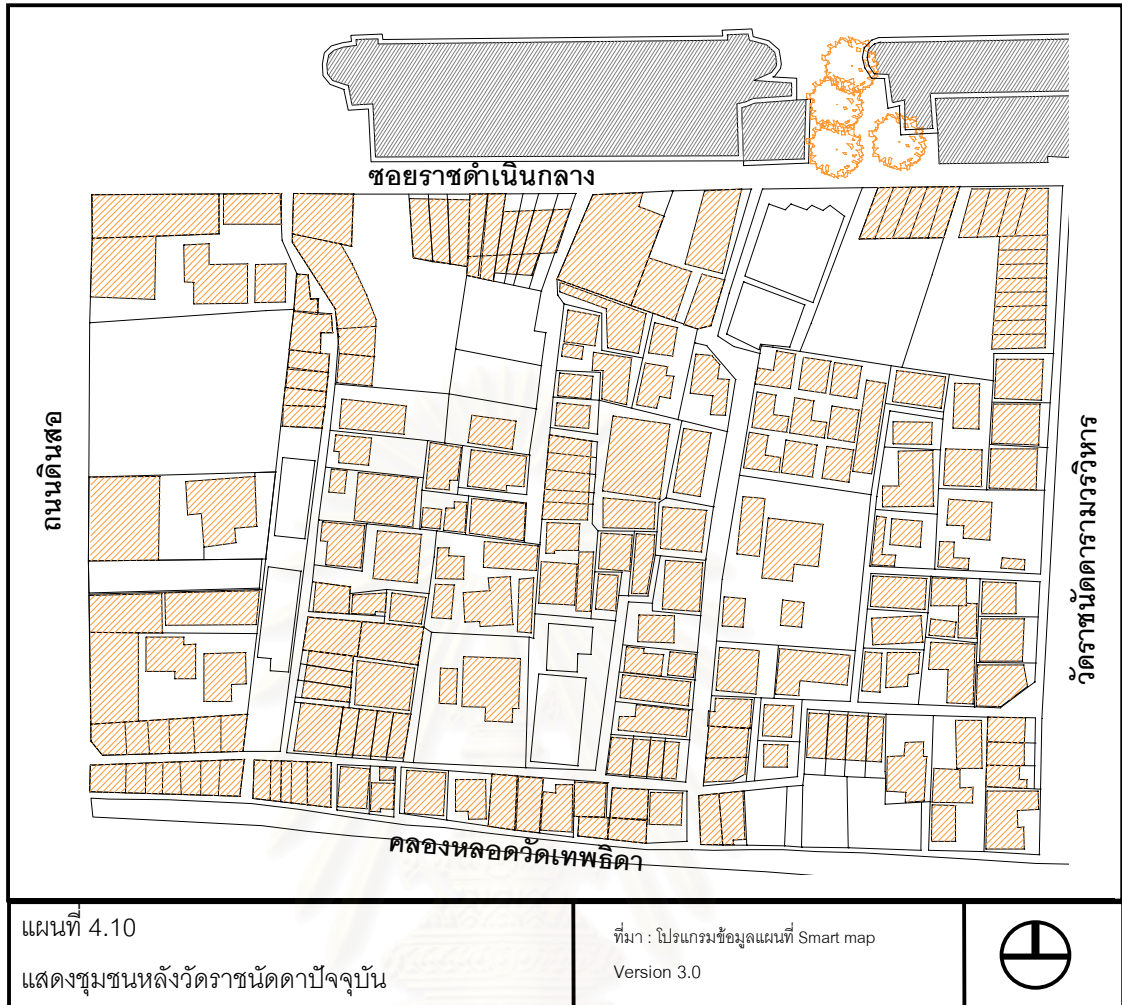 ซอยราชดำเนินกลาง
ถนนดินสอ
วัดราชนัดดารามวรวิหาร
คลองหลอดวัดเทพธิดา
แผนที่ 4.10
แสดงชุมชนหลังวัดราชนัดดาปัจจุบัน
ที่มา : โปรแกรมข้อมูลแผนที่ Smart map
Version 3.0